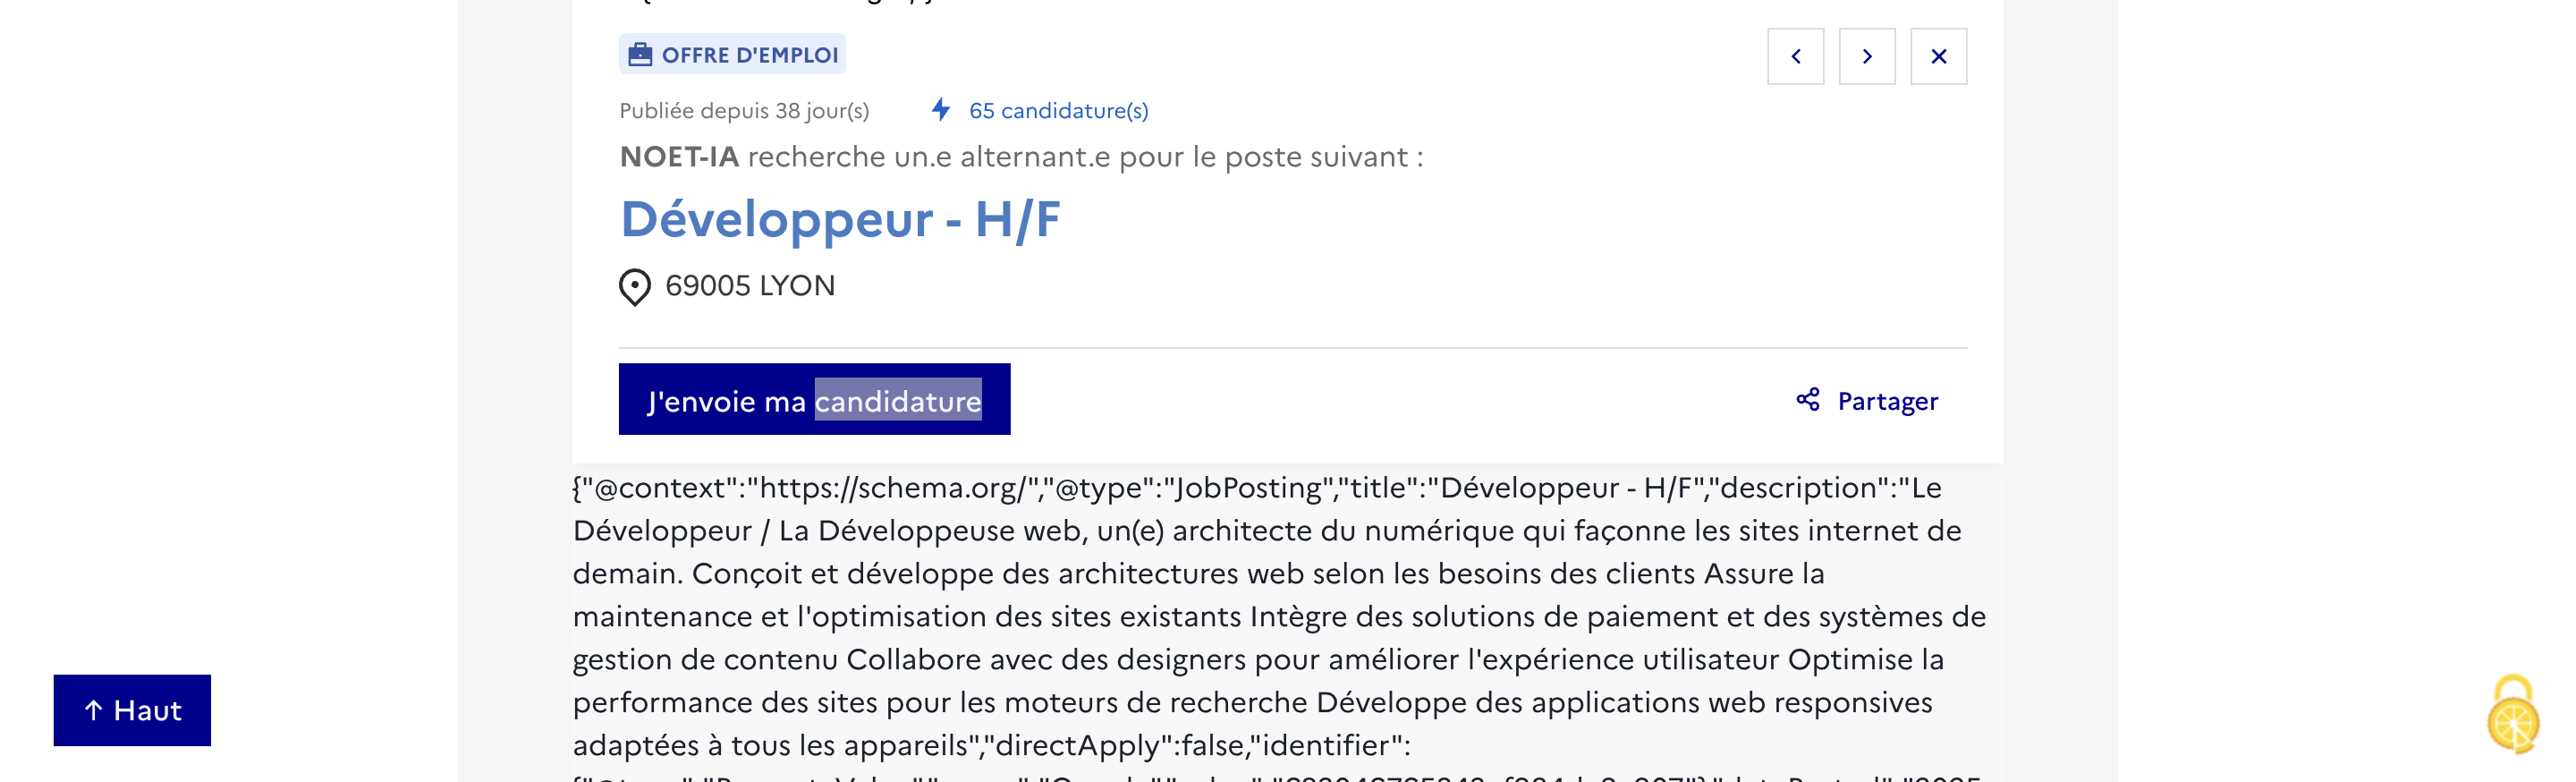 OFFRE D'EMPLOI
Publiée depuis 38 jour(s)
65 candidature(s)
NOET-IA recherche un.e alternant.e pour le poste suivant :
Développeur - H/F
69005 LYON
J'envoie ma candidature
Partager
{"@context":"https://schema.org/","@type":"JobPosting","title":"Développeur - H/F","description":"Le
Développeur / La Développeuse web, un(e) architecte du numérique qui façonne les sites internet de
demain. Conçoit et développe des architectures web selon les besoins des clients Assure la
maintenance et l'optimisation des sites existants Intègre des solutions de paiement et des systèmes de
gestion de contenu Collabore avec des designers pour améliorer l'expérience utilisateur Optimise la
performance des sites pour les moteurs de recherche Développe des applications web responsives
adaptées à tous les appareils","directApply":false,"identifier":
↑ Haut